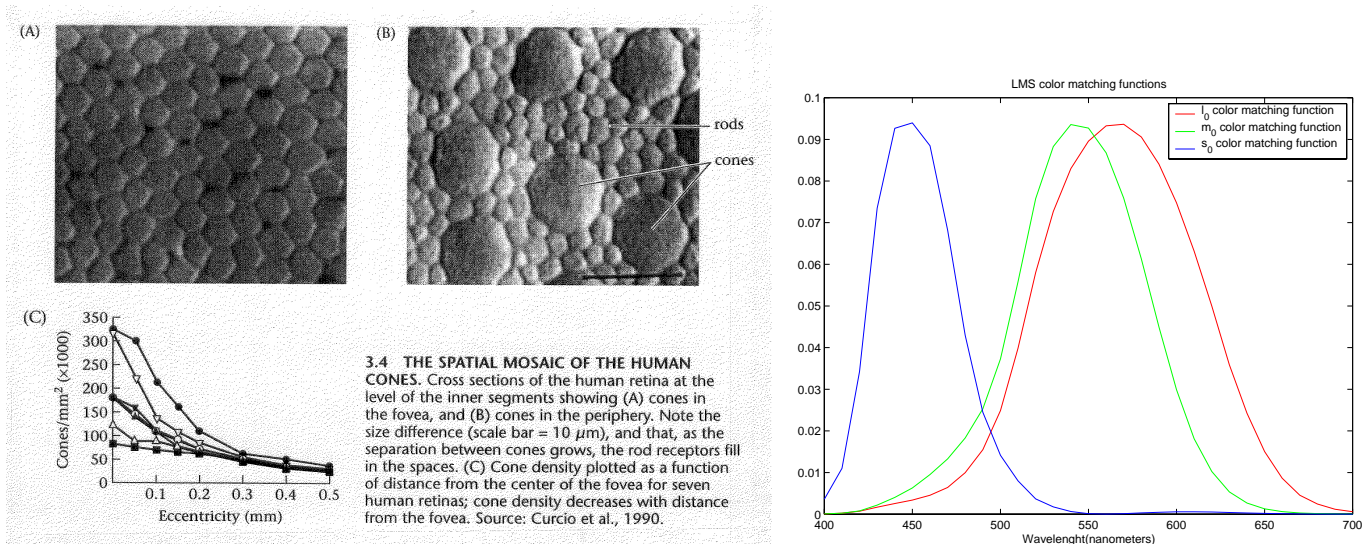 (A)
(B)
rods
cones
(C)
350
300
250
200
150
100
50
0
Cones/mm² (×1000)
0.1 0.2 0.3 0.4 0.5
Eccentricity (mm)
3.4 THE SPATIAL MOSAIC OF THE HUMAN
CONES. Cross sections of the human retina at the
level of the inner segments showing (A) cones in
the fovea, and (B) cones in the periphery. Note the
size difference (scale bar = 10 μm), and that, as the
separation between cones grows, the rod receptors fill
in the spaces. (C) Cone density plotted as a function
of distance from the center of the fovea for seven
human retinas; cone density decreases with distance
from the fovea. Source: Curcio et al., 1990.
LMS color matching functions
0.1
0.09
0.08
0.07
0.06
0.05
0.04
0.03
0.02
0.01
0
l₀ color matching function
m₀ color matching function
s₀ color matching function
400 450 500 550 600 650 700
Wavelenght(nanometers)